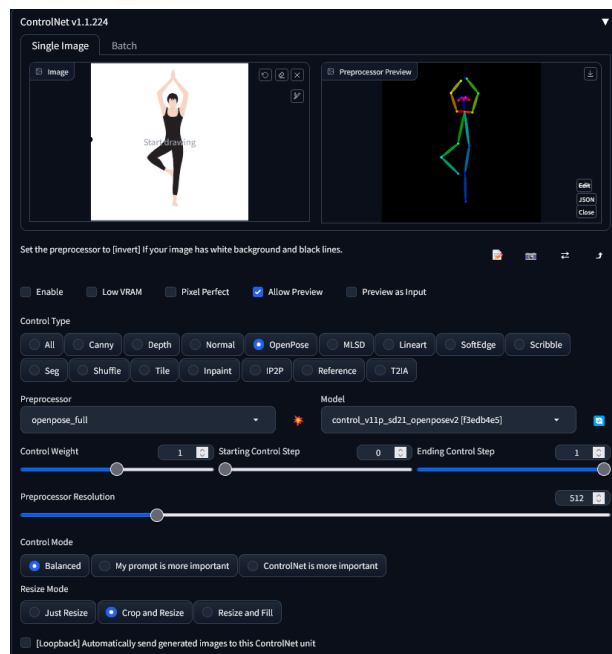 ControlNet v1.1.224
Single Image
Batch
Image
Start drawing
Preprocessor Preview
Edit
JSON
Close
Set the preprocessor to [invert] If your image has white background and black lines.
Enable
Low VRAM
Pixel Perfect
Allow Preview
Preview as Input
Control Type
All
Canny
Depth
Normal
OpenPose
MLSD
Lineart
SoftEdge
Scribble
Seg
Shuffle
Tile
Inpaint
IP2P
Reference
T2IA
Preprocessor
Model
openpose_full
control_v11p_sd21_openposev2 [f3edb4e5]
Control Weight
1
Starting Control Step
0
Ending Control Step
1
Preprocessor Resolution
512
Control Mode
Balanced
My prompt is more important
ControlNet is more important
Resize Mode
Just Resize
Crop and Resize
Resize and Fill
[Loopback] Automatically send generated images to this ControlNet unit